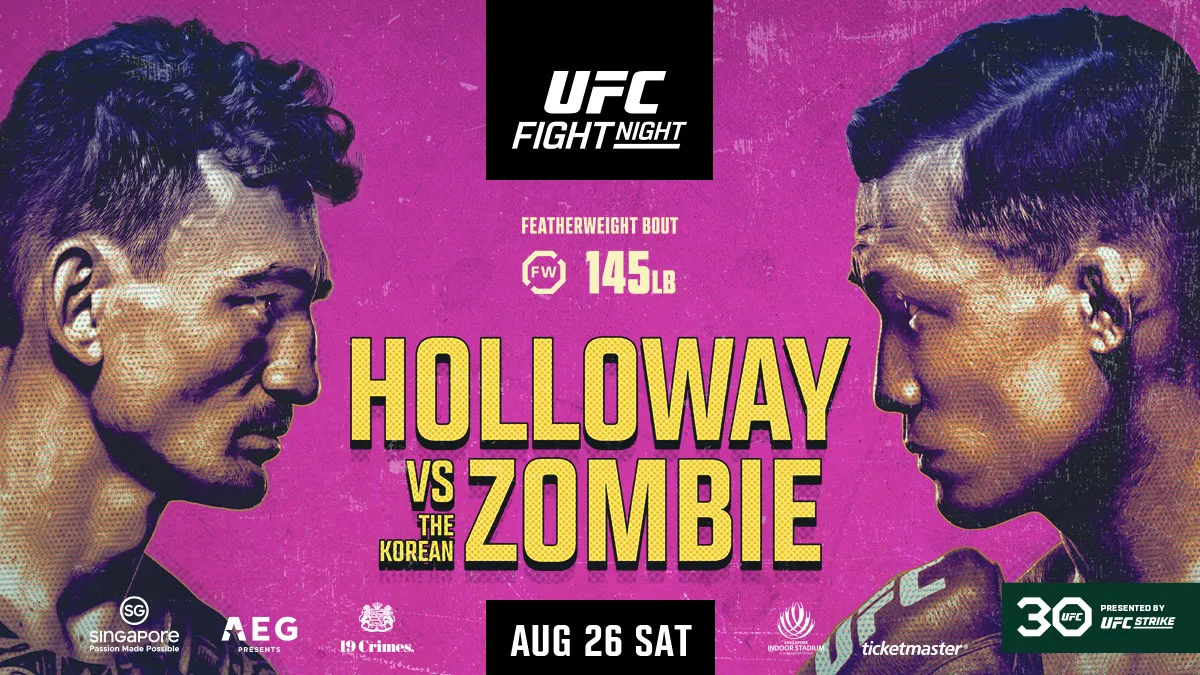 UFC
FIGHT NIGHT
FEATHERWEIGHT BOUT
FW 145LB
HOLLOWAY
VS THE KOREAN ZOMBIE
SG
singapore
Passion Made Possible
AEG
PRESENTS
19 Crimes.
AUG 26 SAT
SINGAPORE
INDOOR STADIUM
UFC
ticketmaster®
30 UFC
PRESENTED BY
UFC STRIKE